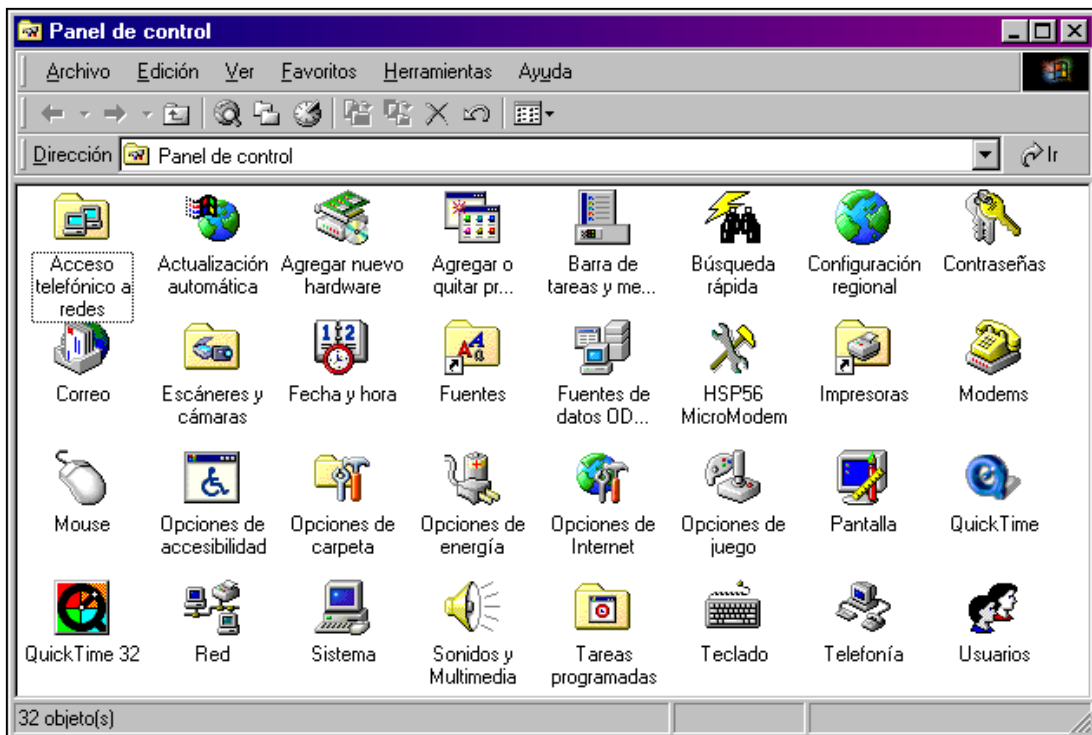 Panel de control
Archivo Edición Ver Favoritos Herramientas Ayuda
Dirección Panel de control Ir
Acceso telefónico a redes
Actualización automática
Agregar nuevo hardware
Agregar o quitar pr...
Barra de tareas y me...
Búsqueda rápida
Configuración regional
Contraseñas
Correo
Escáneres y cámaras
Fecha y hora
Fuentes
Fuentes de datos OD...
HSP56 MicroModem
Impresoras
Modems
Mouse
Opciones de accesibilidad
Opciones de carpeta
Opciones de energía
Opciones de Internet
Opciones de juego
Pantalla
QuickTime
QuickTime 32
Red
Sistema
Sonidos y Multimedia
Tareas programadas
Teclado
Telefonía
Usuarios
32 objeto(s)